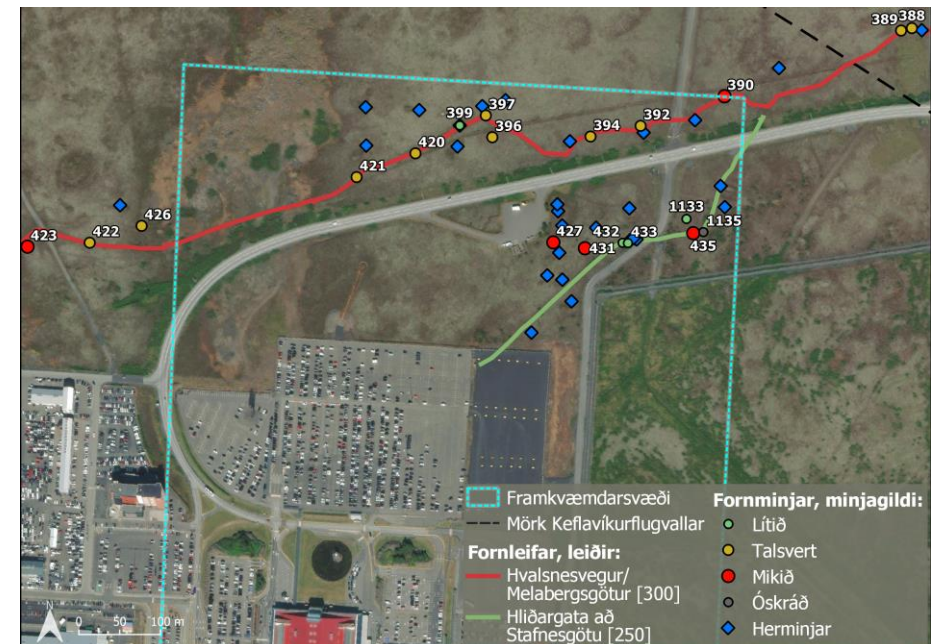 389 388
390
397
399
392
396
394
420
421
426
1133
422
423
427
432
433
1135
431
435
Framkvæmdarsvæði
Mörk Keflavíkurflugvallar
Fornleifar, leiðir:
Hvalsnesvegur/
Melabergsgötur [300]
Hliðargata að
Stafnesgötu [250]
Fornminjar, minjagildi:
Lítið
Talsvert
Mikið
Óskráð
Herminjar
N
0 50 100 m